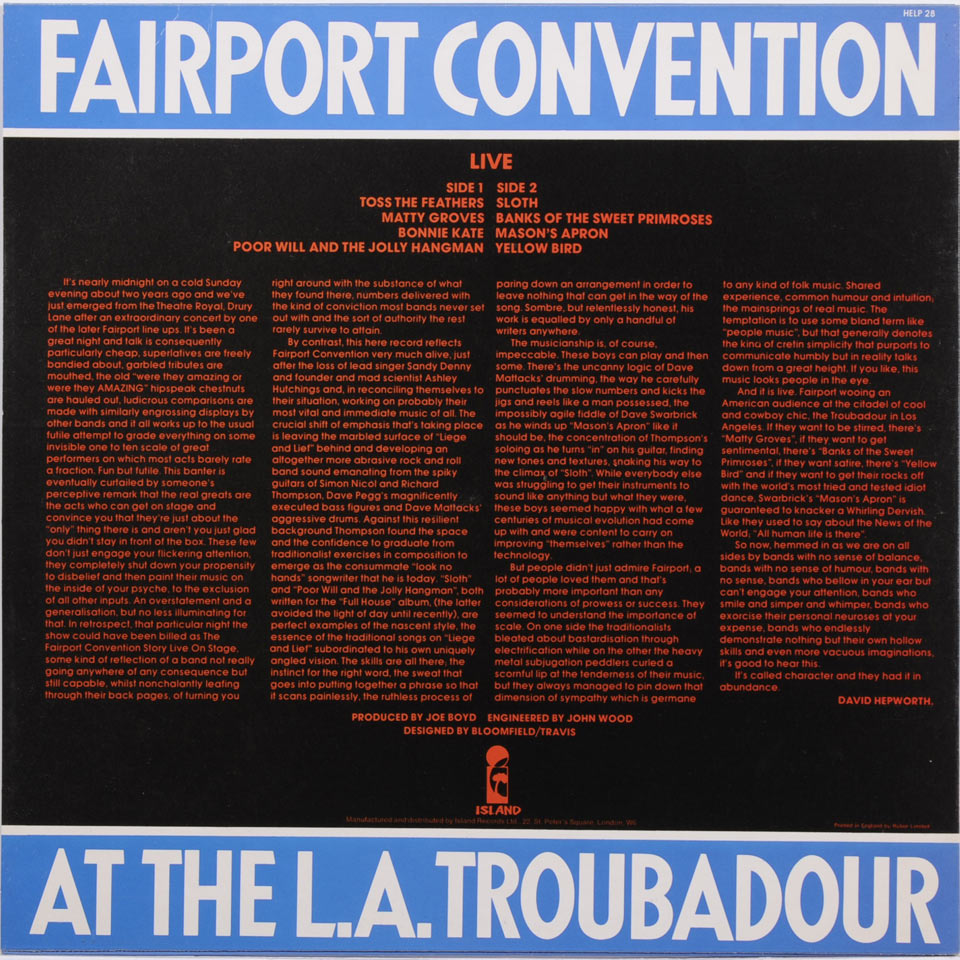 HELP 28
FAIRPORT CONVENTION
LIVE
SIDE 1
TOSS THE FEATHERS
MATTY GROVES
BONNIE KATE
POOR WILL AND THE JOLLY HANGMAN
SIDE 2
SLOTH
BANKS OF THE SWEET PRIMROSES
MASON'S APRON
YELLOW BIRD
It's nearly midnight on a cold Sunday
evening about two years ago and we've
just emerged from the Theatre Royal, Drury
Lane after an extraordinary concert by one
of the later Fairport line ups. It's been a
great night and talk is consequently
particularly cheap, superlatives are freely
bandied about, garbled tributes are
mouthed, the old "were they amazing or
were they AMAZING" hipspeak chestnuts
are hauled out, ludicrous comparisons are
made with similarly engrossing displays by
other bands and it all works up to the usual
futile attempt to grade everything on some
invisible one to ten scale of great
performers on which most acts barely rate
a fraction. Fun but futile. This banter is
eventually curtailed by someone's
perceptive remark that the real greats are
the acts who can get on stage and
convince you that they're just about the
"only" thing there is and aren't you just glad
you didn't stay in front of the box. These few
don't just engage your flickering attention,
they completely shut down your propensity
to disbelief and then paint their music on
the inside of your psyche, to the exclusion
of all other inputs. An overstatement and a
generalisation, but no less illuminating for
that. In retrospect, that particular night the
show could have been billed as The
Fairport Convention Story Live On Stage,
some kind of reflection of a band not really
going anywhere of any consequence but
still capable, whilst nonchalantly leafing
through their back pages, of turning you
right around with the substance of what
they found there, numbers delivered with
the kind of conviction most bands never set
out with and the sort of authority the rest
rarely survive to attain.
By contrast, this here record reflects
Fairport Convention very much alive, just
after the loss of lead singer Sandy Denny
and founder and mad scientist Ashley
Hutchings and, in reconciling themselves to
their situation, working on probably their
most vital and immediate music of all. The
crucial shift of emphasis that's taking place
is leaving the marbled surface of "Liege
and Lief" behind and developing an
altogether more abrasive rock and roll
band sound emanating from the spiky
guitars of Simon Nicol and Richard
Thompson, Dave Pegg's magnificently
executed bass figures and Dave Mattacks'
aggressive drums. Against this resilient
background Thompson found the space
and the confidence to graduate from
traditionalist exercises in composition to
emerge as the consummate "look no
hands" songwriter that he is today. "Sloth"
and "Poor Will and the Jolly Hangman", both
written for the "Full House" album, (the latter
avoided the light of day until recently), are
perfect examples of the nascent style, the
essence of the traditional songs on "Liege
and Lief" subordinated to his own uniquely
angled vision. The skills are all there; the
instinct for the right word, the sweat that
goes into putting together a phrase so that
it scans painlessly, the ruthless process of
paring down an arrangement in order to
leave nothing that can get in the way of the
song. Sombre, but relentlessly honest, his
work is equalled by only a handful of
writers anywhere.
The musicianship is, of course,
impeccable. These boys can play and then
some. There's the uncanny logic of Dave
Mattacks' drumming, the way he carefully
punctuates the slow numbers and kicks the
jigs and reels like a man possessed, the
impossibly agile fiddle of Dave Swarbrick
as he winds up "Mason's Apron" like it
should be, the concentration of Thompson's
soloing as he turns "in" on his guitar, finding
new tones and textures, snaking his way to
the climax of "Sloth". While everybody else
was struggling to get their instruments to
sound like anything but what they were,
these boys seemed happy with what a few
centuries of musical evolution had come
up with and were content to carry on
improving "themselves" rather than the
technology.
But people didn't just admire Fairport, a
lot of people loved them and that's
probably more important than any
considerations of prowess or success. They
seemed to understand the importance of
scale. On one side the traditionalists
bleated about bastardisation through
electrification while on the other the heavy
metal subjugation peddlers curled a
scornful lip at the tenderness of their music,
but they always managed to pin down that
dimension of sympathy which is germane
to any kind of folk music. Shared
experience, common humour and intuition;
the mainsprings of real music. The
temptation is to use some bland term like
"people music", but that generally denotes
the kind of cretin simplicity that purports to
communicate humbly but in reality talks
down from a great height. If you like, this
music looks people in the eye.
And it is live. Fairport wooing an
American audience at the citadel of cool
and cowboy chic, the Troubadour in Los
Angeles. If they want to be stirred, there's
"Matty Groves", if they want to get
sentimental, there's "Banks of the Sweet
Primroses", if they want satire, there's "Yellow
Bird" and if they want to get their rocks off
with the world's most tried and tested idiot
dance, Swarbrick's "Mason's Apron" is
guaranteed to knacker a Whirling Dervish.
Like they used to say about the News of the
World; "All human life is there".
So now, hemmed in as we are on all
sides by bands with no sense of balance,
bands with no sense of humour, bands with
no sense, bands who bellow in your ear but
can't engage your attention, bands who
smile and simper and whimper, bands who
exorcise their personal neuroses at your
expense, bands who endlessly
demonstrate nothing but their own hollow
skills and even more vacuous imaginations,
it's good to hear this.
It's called character and they had it in
abundance.
DAVID HEPWORTH.
PRODUCED BY JOE BOYD ENGINEERED BY JOHN WOOD
DESIGNED BY BLOOMFIELD/TRAVIS
ISLAND
Manufactured and distributed by Island Records Ltd., 22, St. Peter's Square, London, W6
Printed in England by Robor Limited
AT THE L.A. TROUBADOUR